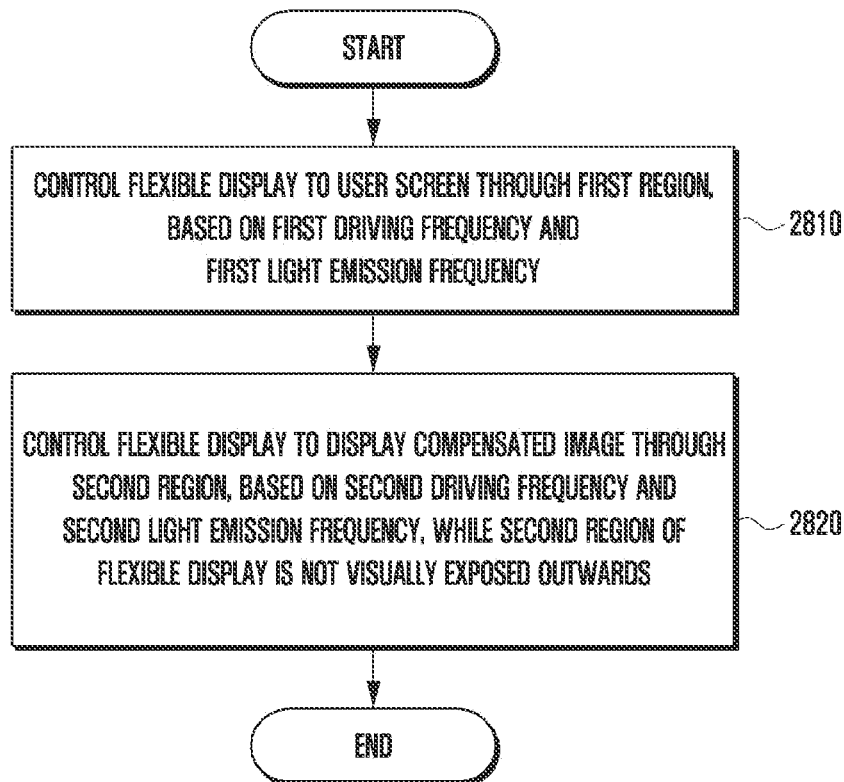 START
CONTROL FLEXIBLE DISPLAY TO USER SCREEN THROUGH FIRST REGION,
BASED ON FIRST DRIVING FREQUENCY AND
FIRST LIGHT EMISSION FREQUENCY
2810
CONTROL FLEXIBLE DISPLAY TO DISPLAY COMPENSATED IMAGE THROUGH
SECOND REGION, BASED ON SECOND DRIVING FREQUENCY AND
SECOND LIGHT EMISSION FREQUENCY, WHILE SECOND REGION OF
FLEXIBLE DISPLAY IS NOT VISUALLY EXPOSED OUTWARDS
2820
END